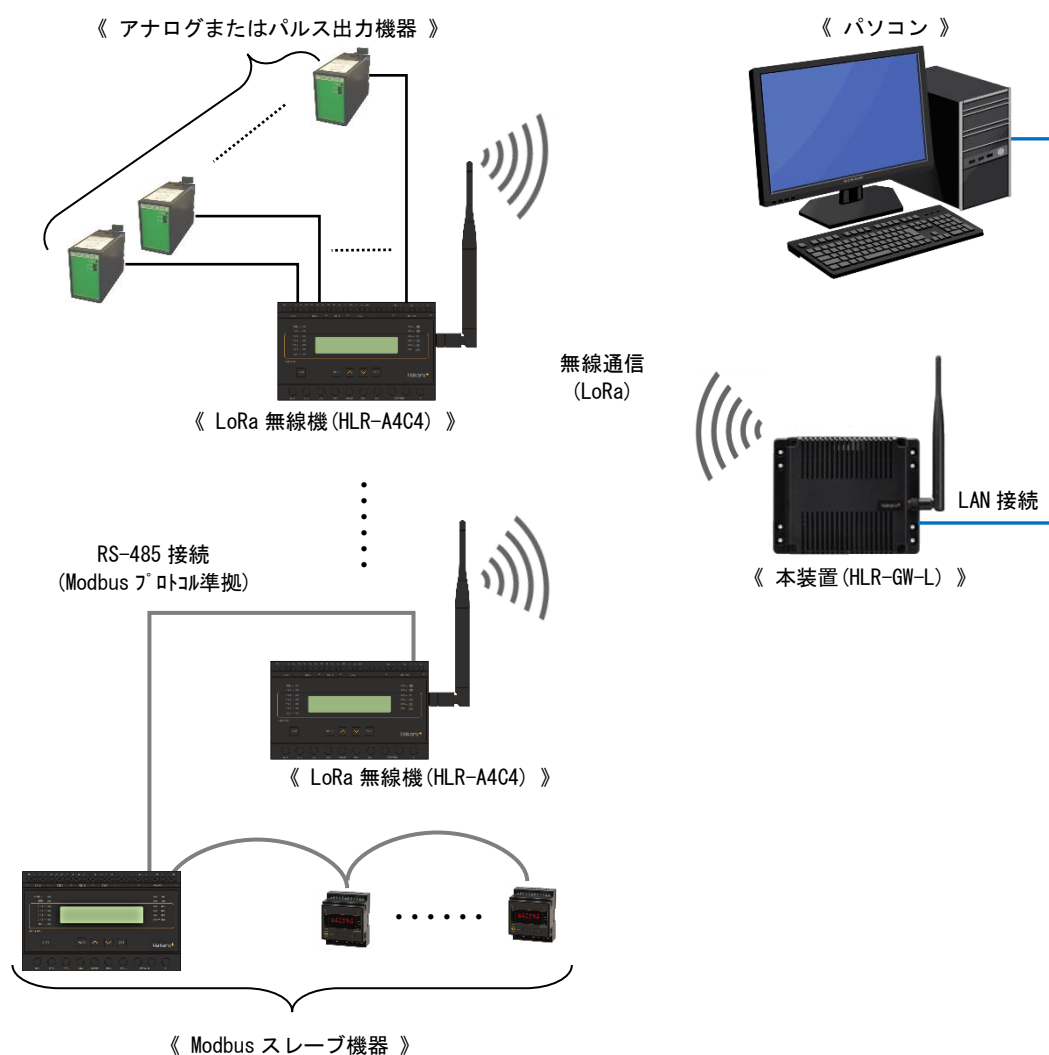 《 アナログまたはパルス出力機器 》
《 パソコン 》
無線通信
(LoRa)
《 LoRa 無線機(HLR-A4C4) 》
LAN 接続
RS-485 接続
(Modbus プロトコル準拠)
《 本装置(HLR-GW-L) 》
《 LoRa 無線機(HLR-A4C4) 》
《 Modbus スレーブ機器 》